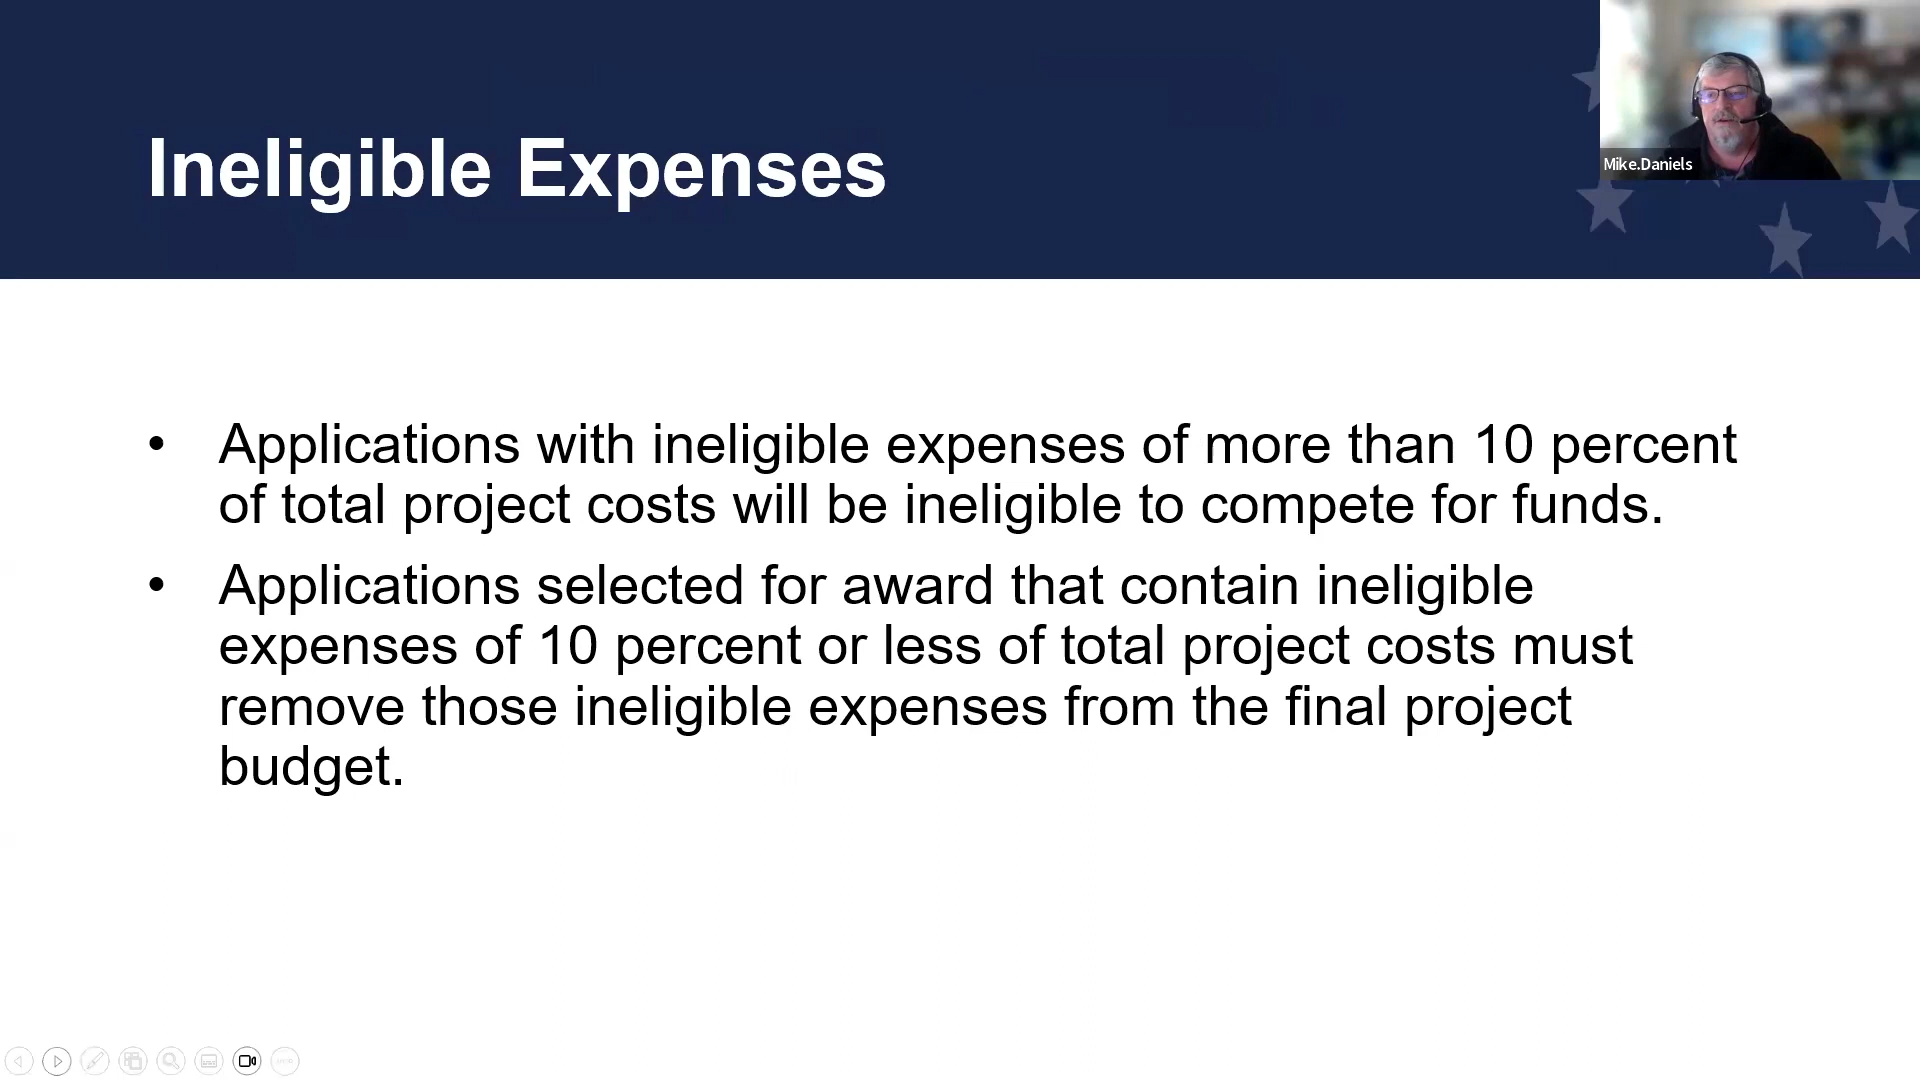 Ineligible Expenses
Mike.Daniels
• Applications with ineligible expenses of more than 10 percent
of total project costs will be ineligible to compete for funds.
• Applications selected for award that contain ineligible
expenses of 10 percent or less of total project costs must
remove those ineligible expenses from the final project
budget.